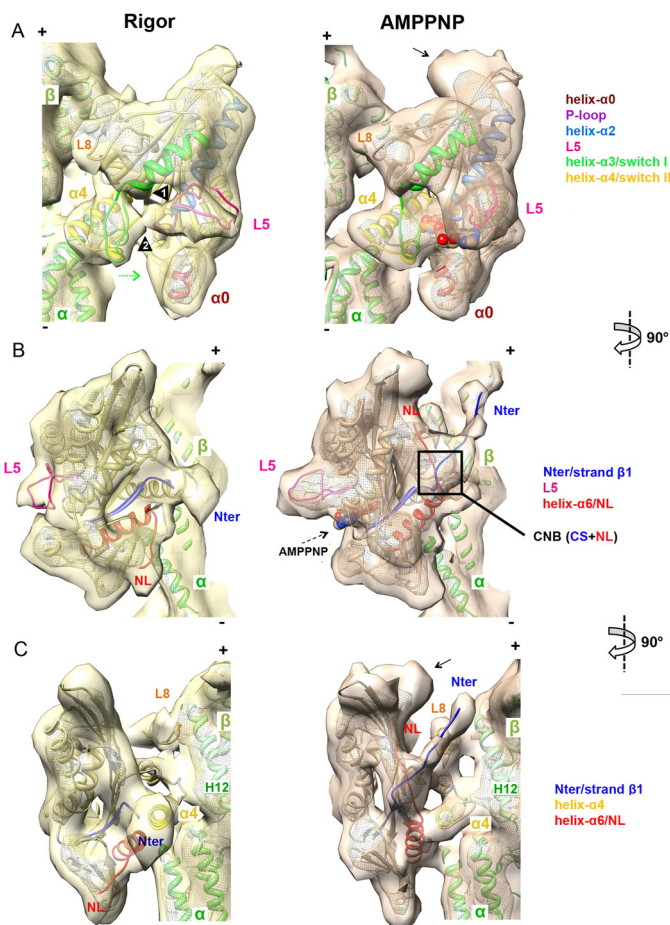 Rigor
AMPPNP
A
+
β
L8
α4
1
2
L5
α0
α
-
+
β
L8
α4
L5
α0
α
-
helix-α0
P-loop
helix-α2
L5
helix-α3/switch I
helix-α4/switch II
90°
B
+
β
L5
Nter
NL
α
-
+
NL
Nter
β
L5
AMPPNP
α
-
Nter/strand β1
L5
helix-α6/NL
CNB (CS+NL)
90°
C
+
L8
β
H12
α4
Nter
NL
α
+
Nter
L8
NL
β
H12
α4
α
Nter/strand β1
helix-α4
helix-α6/NL